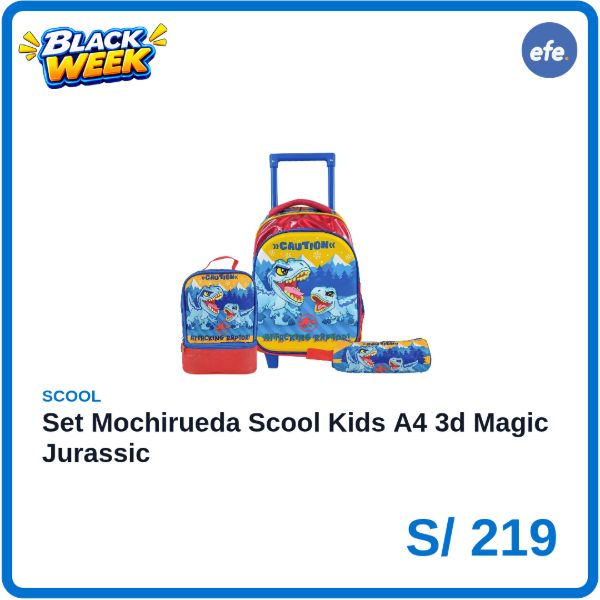 BLACK
WEEK
efe.
»CAUTION«
ATTACKING RAPTOR!
»CAUTION«
ATTACKING RAPTOR!
SCOOL
Set Mochirueda Scool Kids A4 3d Magic
Jurassic
S/ 219